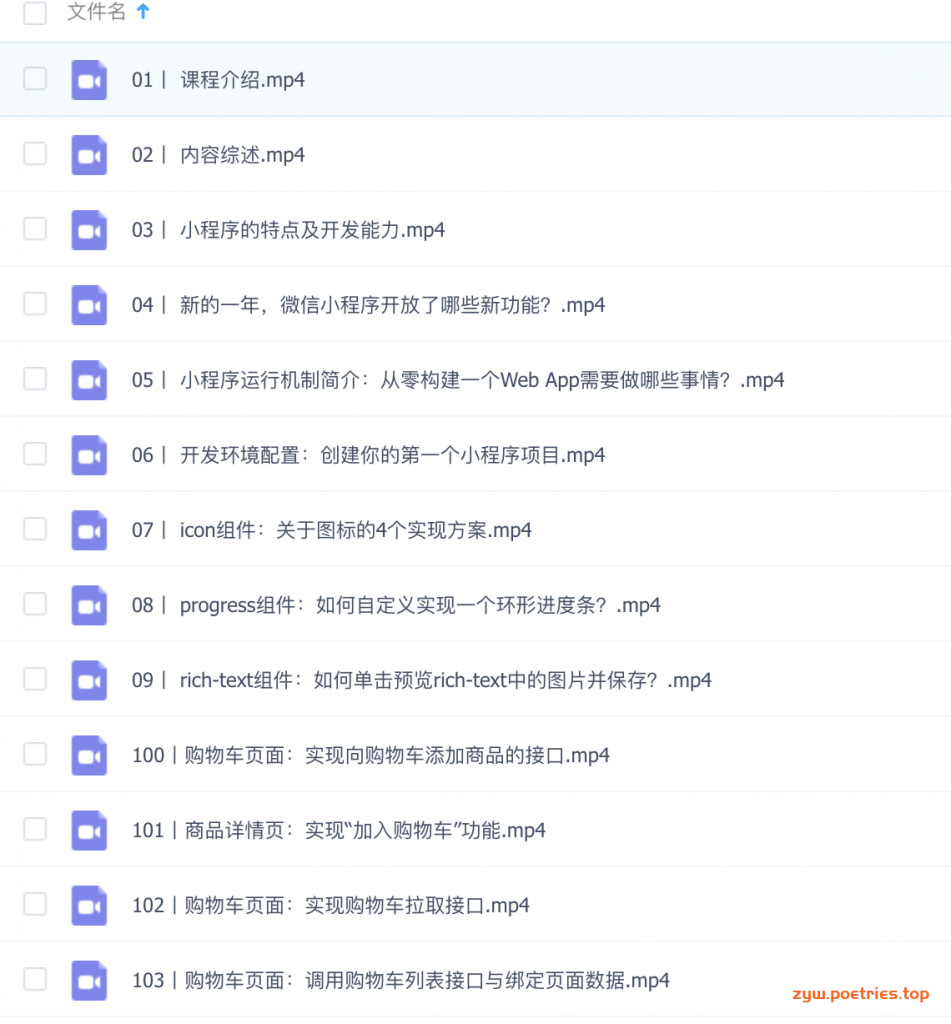 文件名
01丨 课程介绍.mp4
02丨 内容综述.mp4
03丨 小程序的特点及开发能力.mp4
04丨 新的一年，微信小程序开放了哪些新功能？.mp4
05丨 小程序运行机制简介：从零构建一个Web App需要做哪些事情？.mp4
06丨 开发环境配置：创建你的第一个小程序项目.mp4
07丨 icon组件：关于图标的4个实现方案.mp4
08丨 progress组件：如何自定义实现一个环形进度条？.mp4
09丨 rich-text组件：如何单击预览rich-text中的图片并保存？.mp4
100丨购物车页面：实现向购物车添加商品的接口.mp4
101丨商品详情页：实现“加入购物车”功能.mp4
102丨购物车页面：实现购物车拉取接口.mp4
103丨购物车页面：调用购物车列表接口与绑定页面数据.mp4
zyw.poetries.top